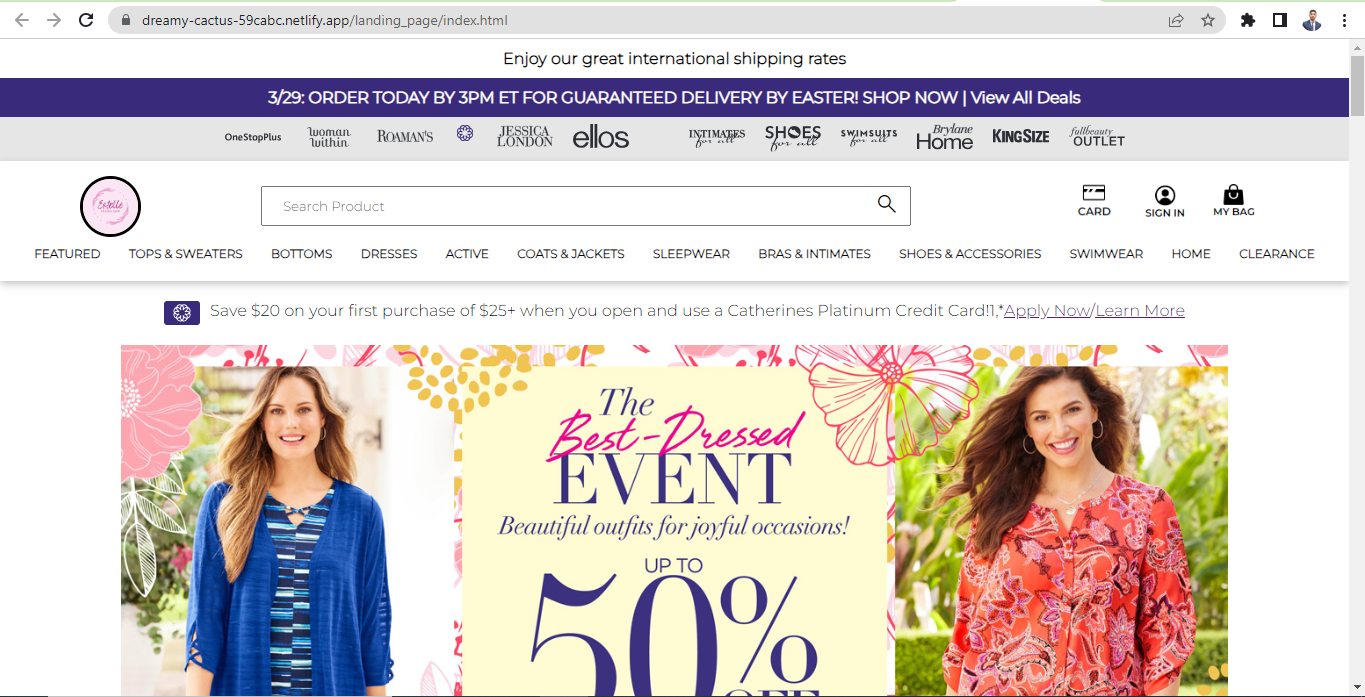 dreamy-cactus-59cabc.netlify.app/landing_page/index.html
Enjoy our great international shipping rates
3/29: ORDER TODAY BY 3PM ET FOR GUARANTEED DELIVERY BY EASTER! SHOP NOW | View All Deals
OneStopPlus woman within ROAMAN'S JESSICA LONDON ellos INTIMATES for all SHOES for all SWIMSUITS for all Brylane Home KINGSIZE fullbeauty OUTLET
Estelle
Search Product
CARD SIGN IN MY BAG
FEATURED TOPS & SWEATERS BOTTOMS DRESSES ACTIVE COATS & JACKETS SLEEPWEAR BRAS & INTIMATES SHOES & ACCESSORIES SWIMWEAR HOME CLEARANCE
Save $20 on your first purchase of $25+ when you open and use a Catherines Platinum Credit Card!1,*Apply Now/Learn More
The
Best-Dressed
EVENT
Beautiful outfits for joyful occasions!
UP TO
50%
OFF